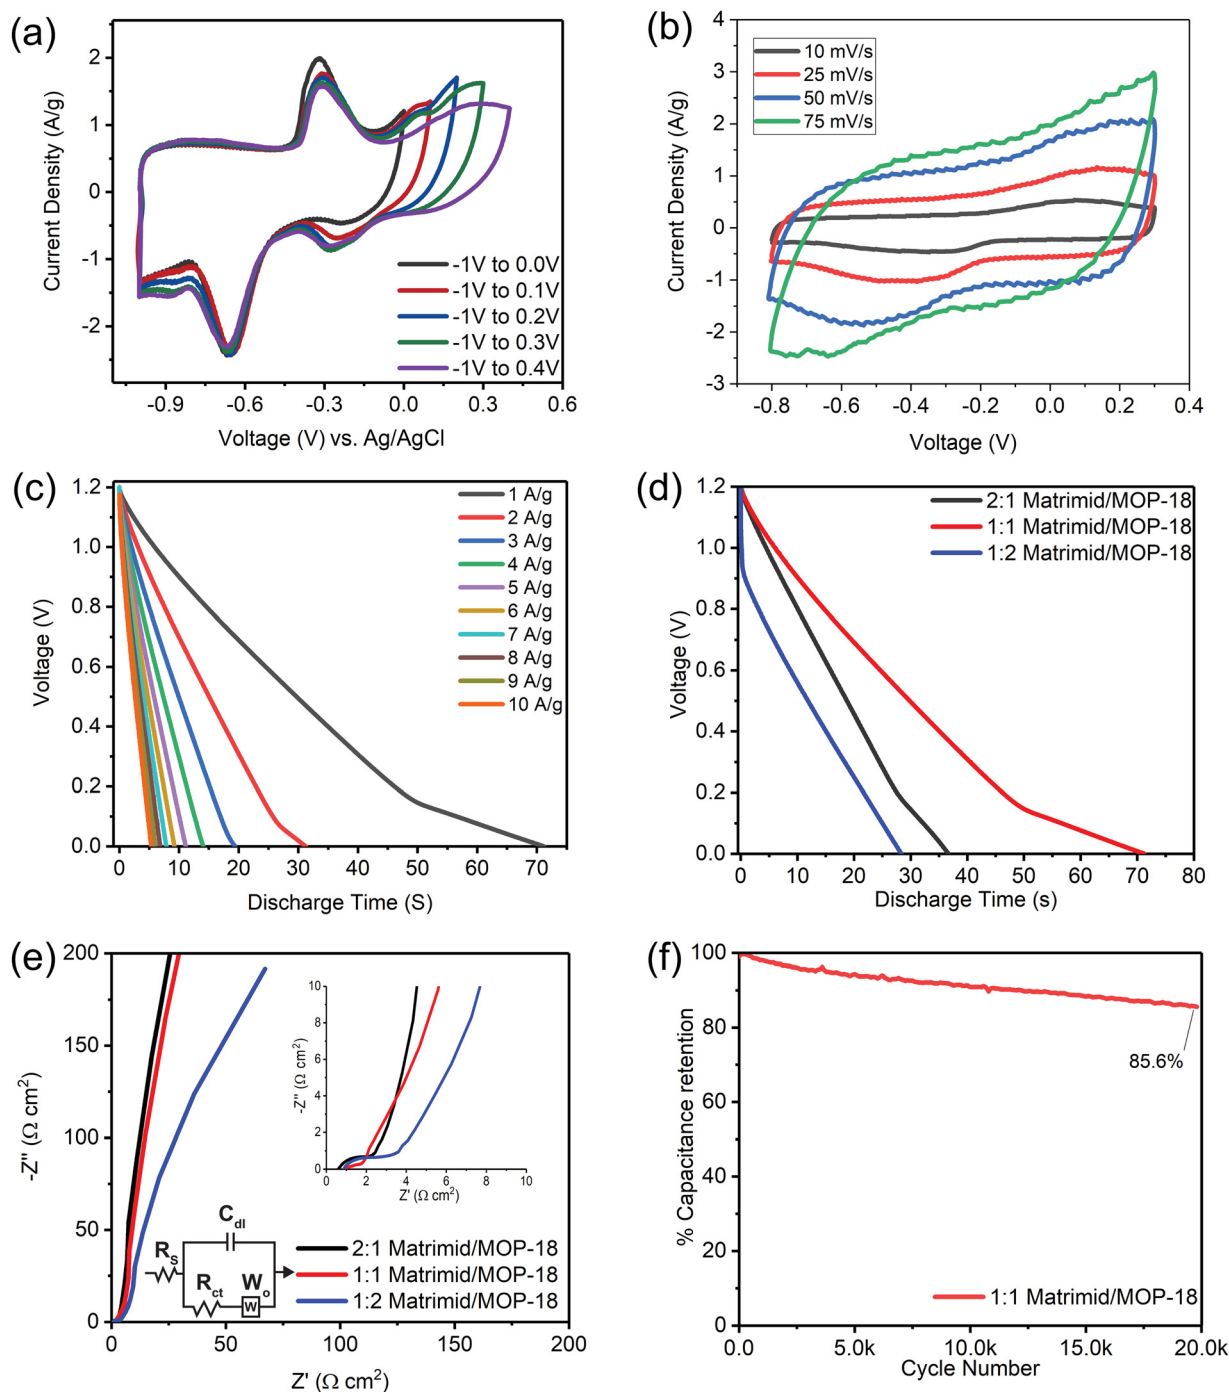 (a)
Current Density (A/g)
2
1
0
-1
-2
-1V to 0.0V
-1V to 0.1V
-1V to 0.2V
-1V to 0.3V
-1V to 0.4V
-0.9 -0.6 -0.3 0.0 0.3 0.6
Voltage (V) vs. Ag/AgCl
(b)
Current Density (A/g)
4
3
2
1
0
-1
-2
-3
10 mV/s
25 mV/s
50 mV/s
75 mV/s
-0.8 -0.6 -0.4 -0.2 0.0 0.2 0.4
Voltage (V)
(c)
Voltage (V)
1.2
1.0
0.8
0.6
0.4
0.2
0.0
1 A/g
2 A/g
3 A/g
4 A/g
5 A/g
6 A/g
7 A/g
8 A/g
9 A/g
10 A/g
0 10 20 30 40 50 60 70
Discharge Time (S)
(d)
Voltage (V)
1.2
1.0
0.8
0.6
0.4
0.2
0.0
2:1 Matrimid/MOP-18
1:1 Matrimid/MOP-18
1:2 Matrimid/MOP-18
0 10 20 30 40 50 60 70 80
Discharge Time (s)
(e)
-Z'' (Ω cm²)
200
150
100
50
0
-Z'' (Ω cm²)
10
8
6
4
2
0
0 2 4 6 8 10
Z' (Ω cm²)
C_dl
R_S
R_ct
W_o
W
2:1 Matrimid/MOP-18
1:1 Matrimid/MOP-18
1:2 Matrimid/MOP-18
0 50 100 150 200
Z' (Ω cm²)
(f)
% Capacitance retention
100
80
60
40
20
0
85.6%
1:1 Matrimid/MOP-18
0.0 5.0k 10.0k 15.0k 20.0k
Cycle Number